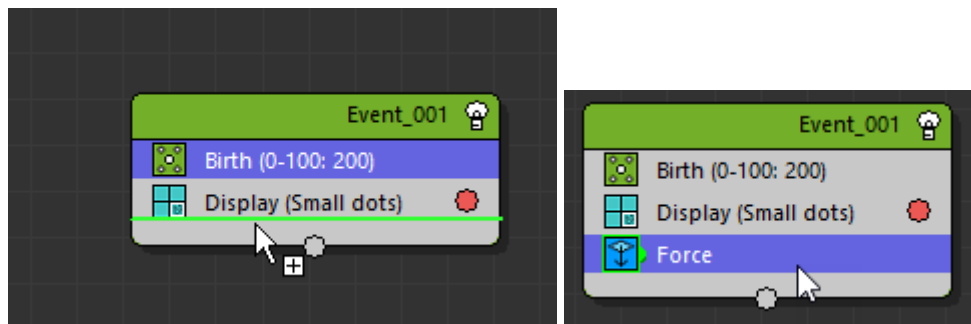 Event_001
Birth (0-100: 200)
Display (Small dots)
Event_001
Birth (0-100: 200)
Display (Small dots)
Force